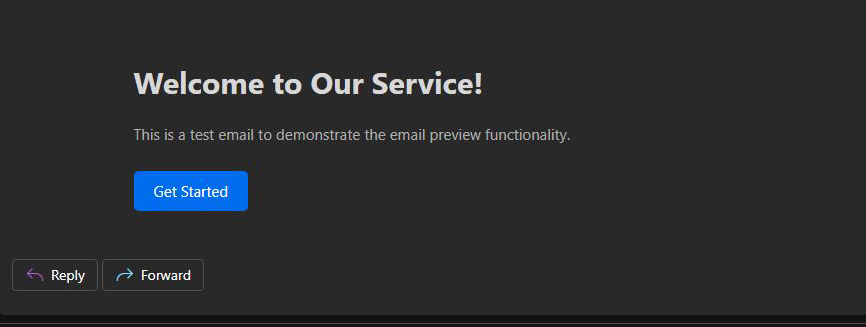 Welcome to Our Service!
This is a test email to demonstrate the email preview functionality.
Get Started
Reply Forward